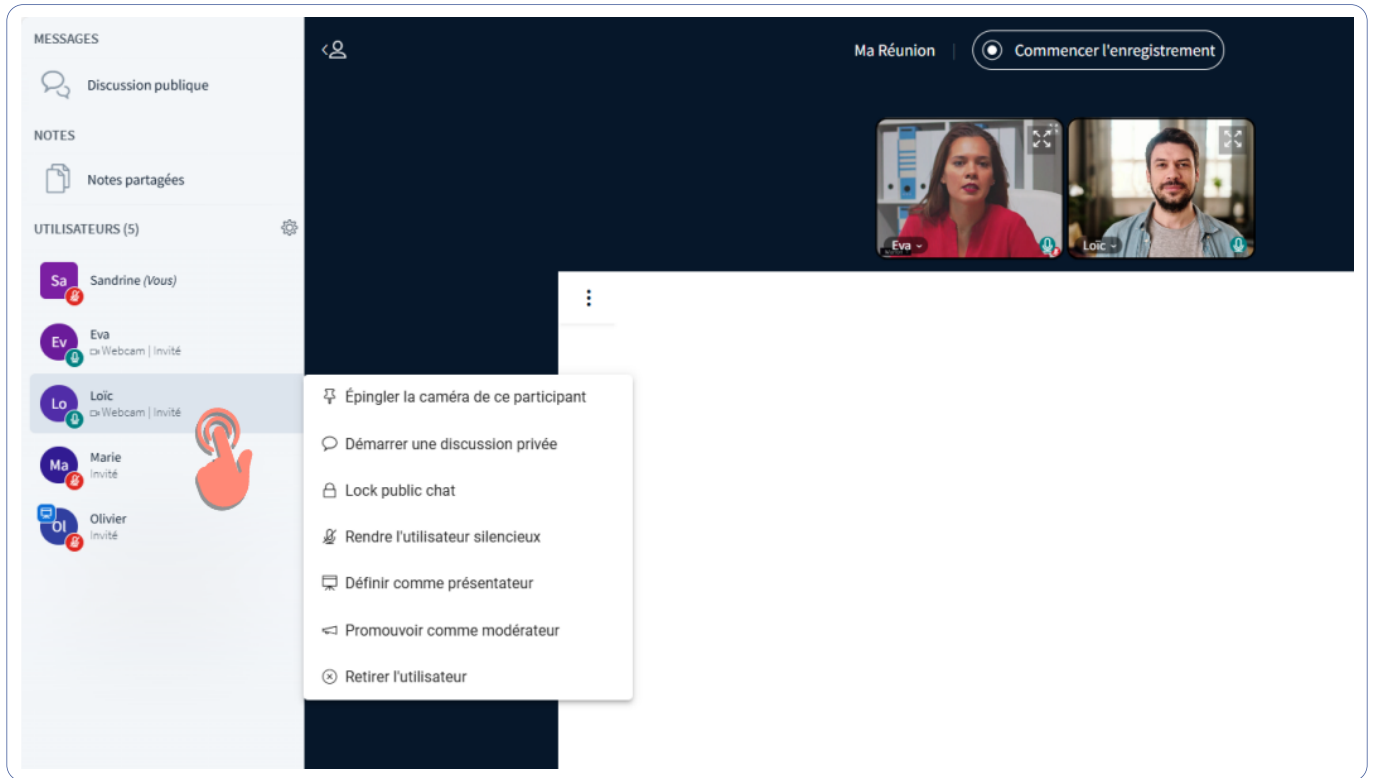 MESSAGES
Discussion publique
NOTES
Notes partagées
UTILISATEURS (5)
Sa
Sandrine (Vous)
Ev
Eva
Webcam | Invité
Lo
Loïc
Webcam | Invité
Ma
Marie
Invité
Ol
Olivier
Invité
Ma Réunion
Commencer l'enregistrement
Eva
Loïc
Épingler la caméra de ce participant
Démarrer une discussion privée
Lock public chat
Rendre l'utilisateur silencieux
Définir comme présentateur
Promouvoir comme modérateur
Retirer l'utilisateur